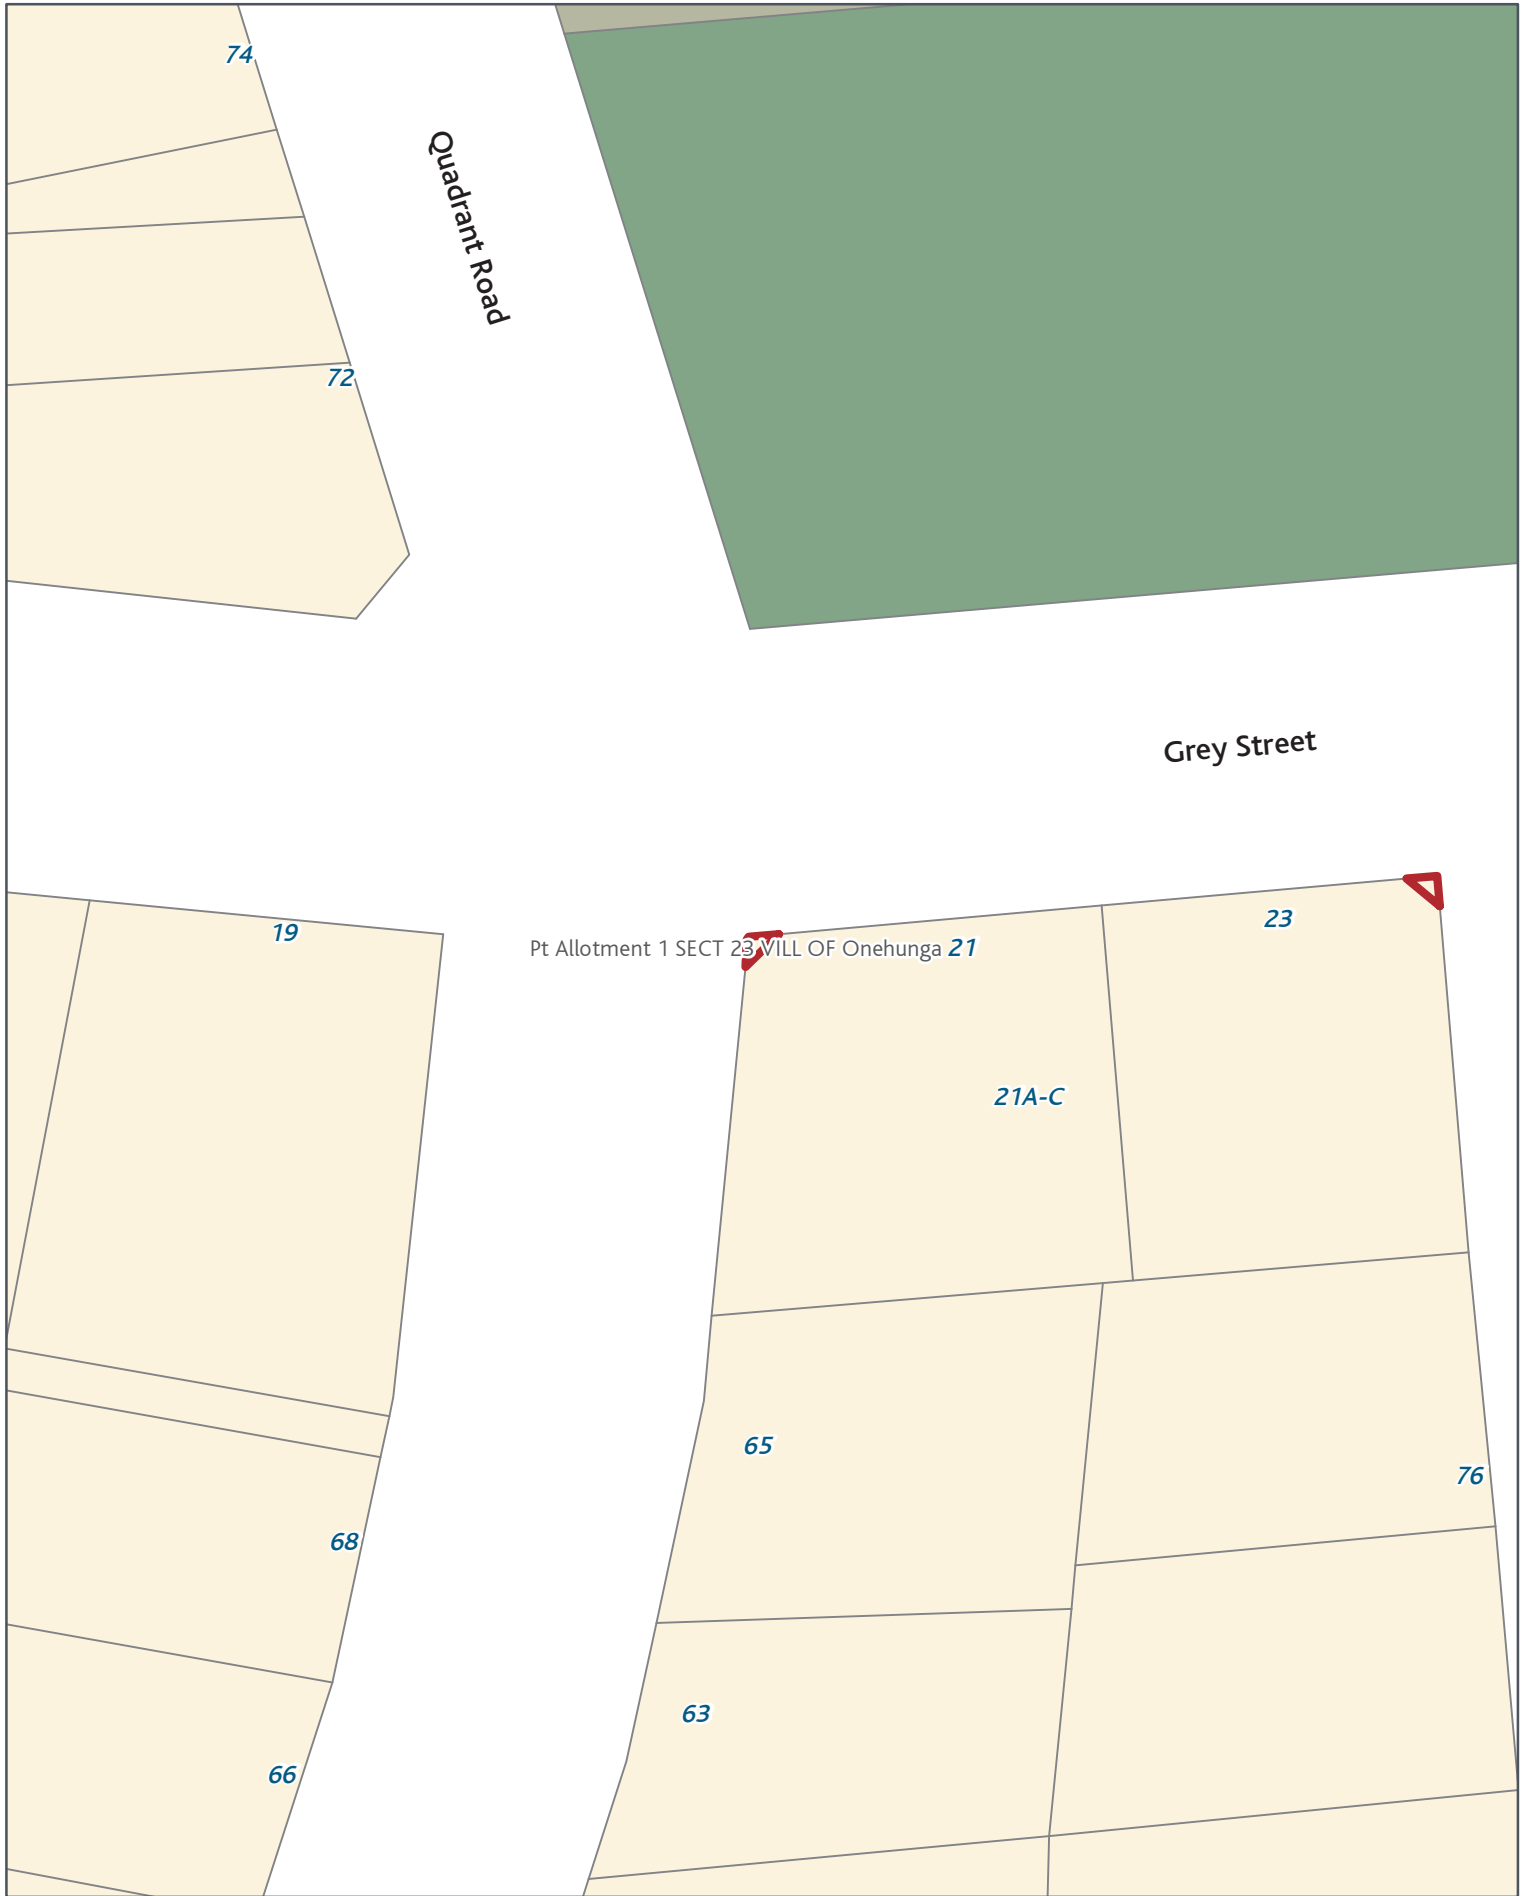 74
Quadrant Road
72
Grey Street
19
Pt Allotment 1 SECT 23 VILL OF Onehunga
21
23
21A-C
65
76
68
63
66